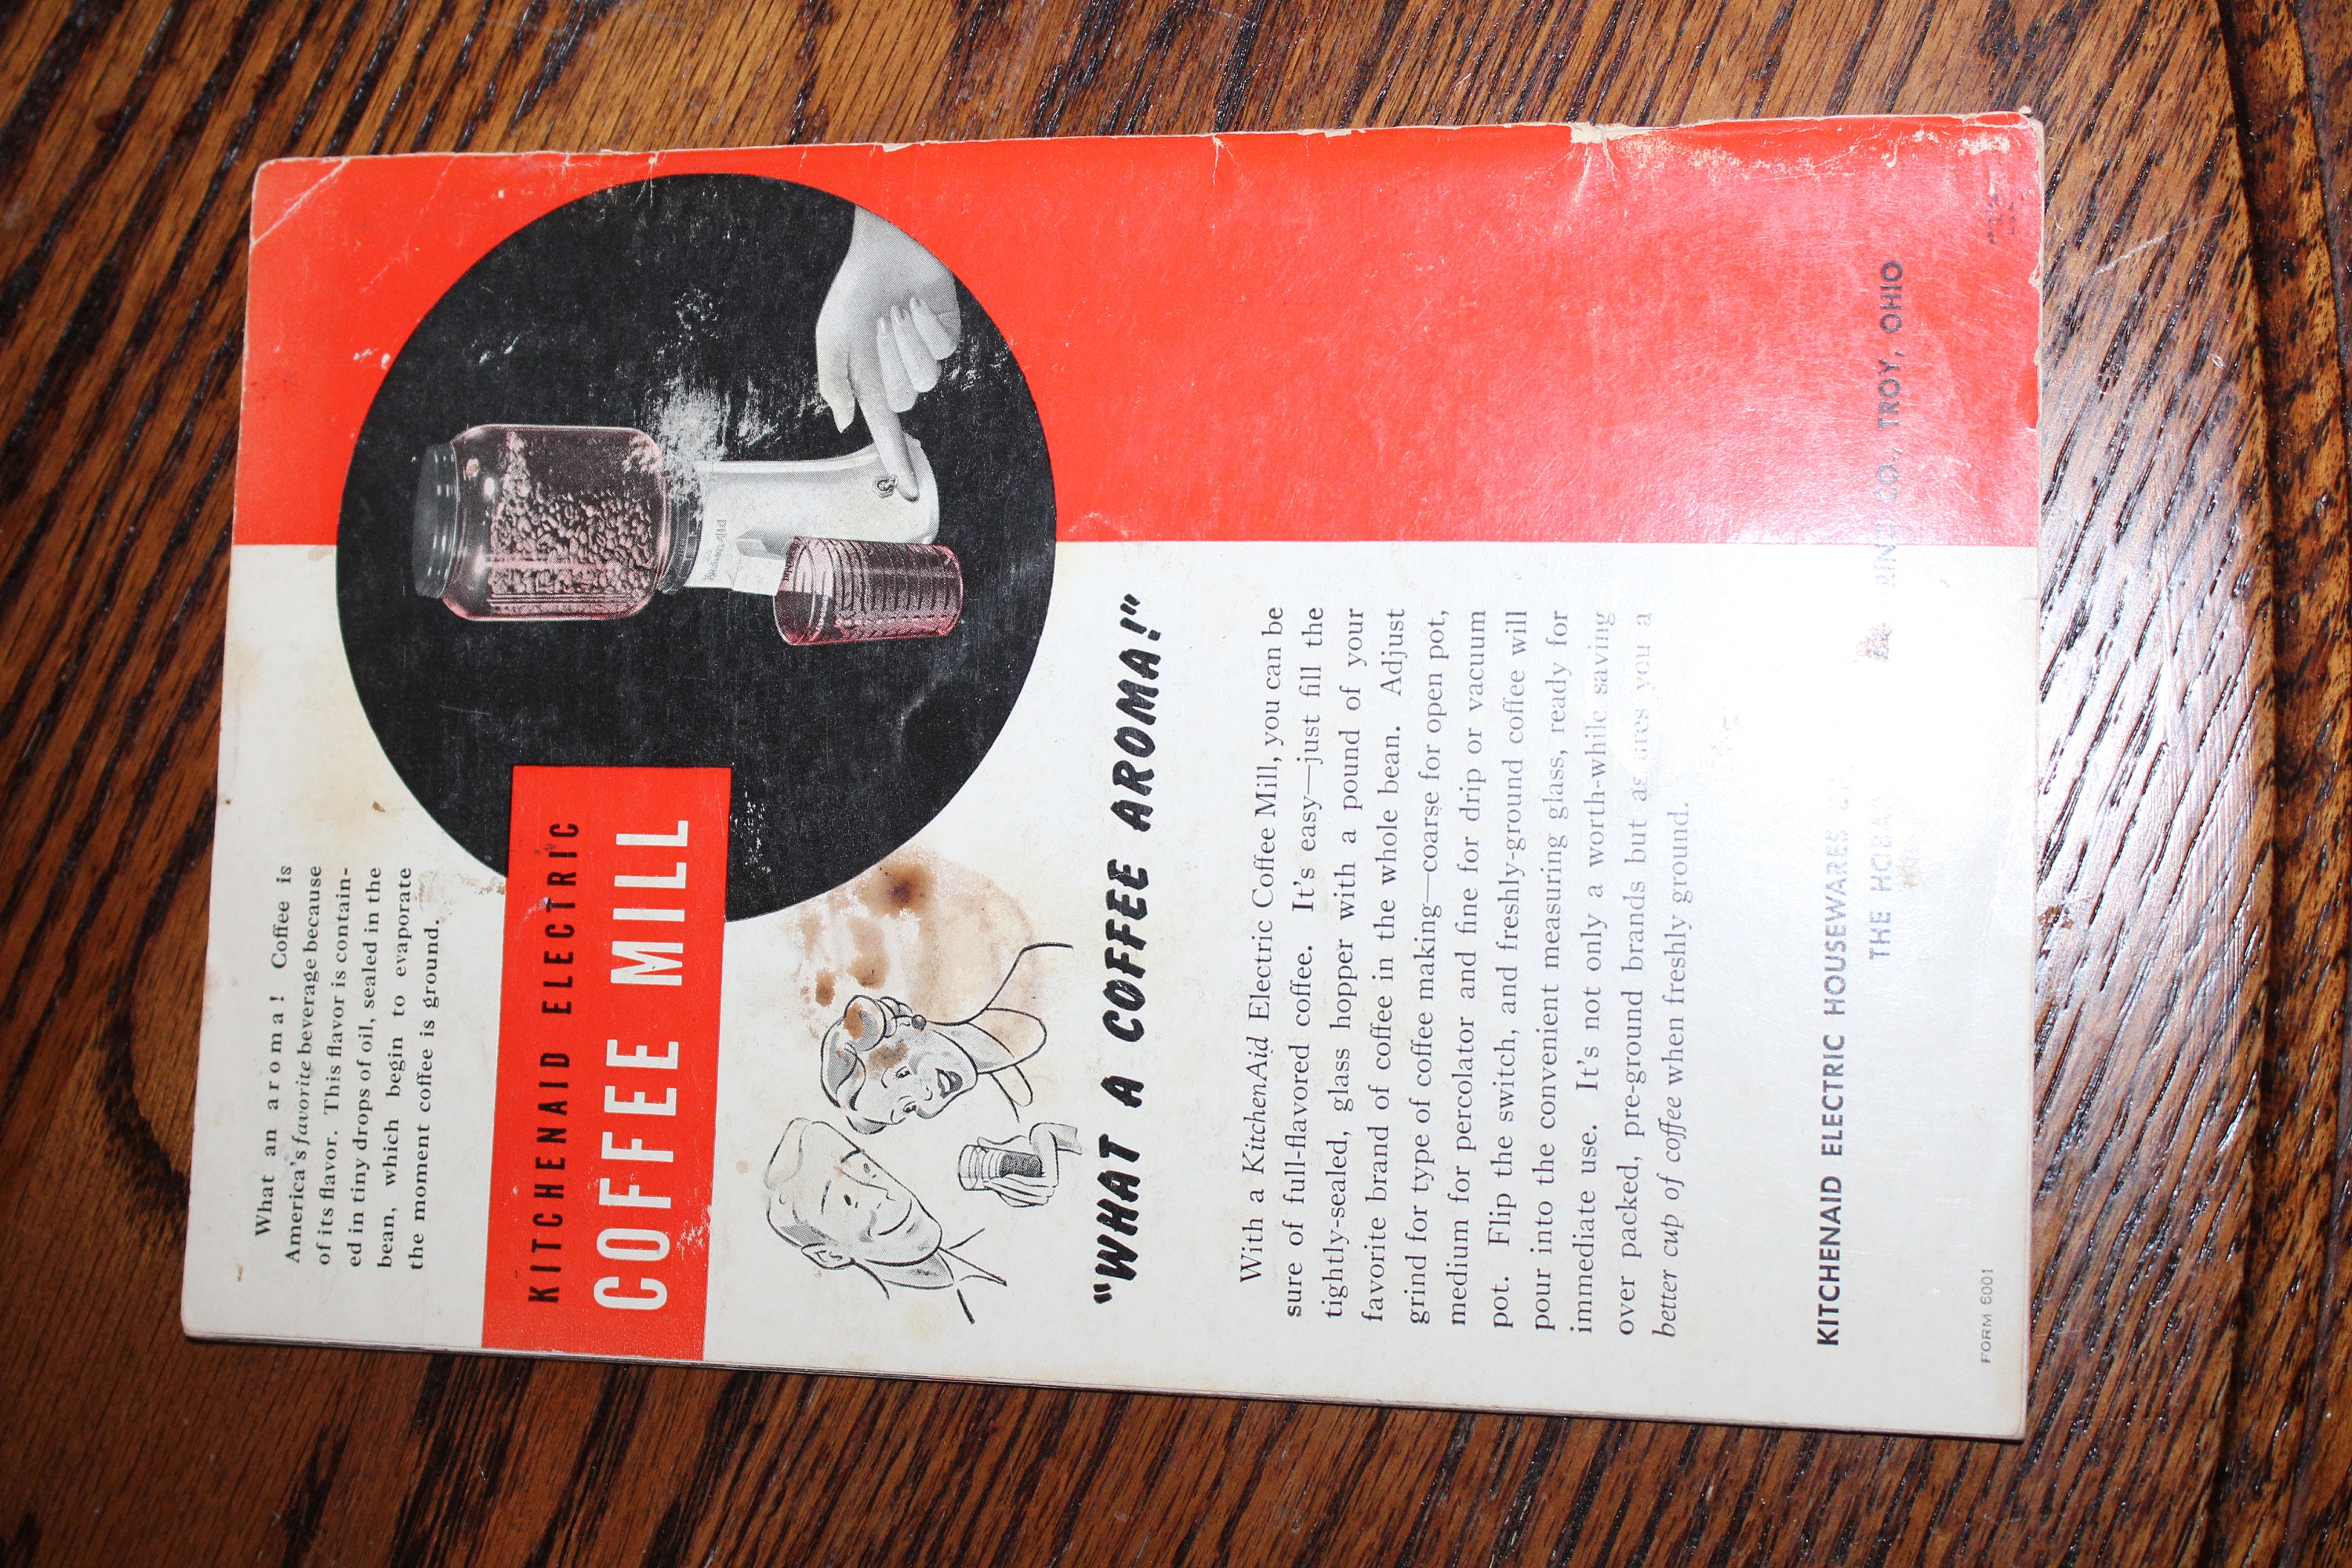 What an aroma! Coffee is
America's favorite beverage because
of its flavor. This flavor is contain-
ed in tiny drops of oil, sealed in the
bean, which begin to evaporate
the moment coffee is ground.
KitchenAid
KITCHENAID ELECTRIC
COFFEE MILL
"WHAT A COFFEE AROMA!"
With a KitchenAid Electric Coffee Mill, you can be
sure of full-flavored coffee. It's easy—just fill the
tightly-sealed, glass hopper with a pound of your
favorite brand of coffee in the whole bean. Adjust
grind for type of coffee making—coarse for open pot,
medium for percolator and fine for drip or vacuum
pot. Flip the switch, and freshly-ground coffee will
pour into the convenient measuring glass, ready for
immediate use. It's not only a worth-while saving
over packed, pre-ground brands but assures you a
better cup of coffee when freshly ground.
KITCHENAID ELECTRIC HOUSEWARES
THE CO., TROY, OHIO
FORM 6001